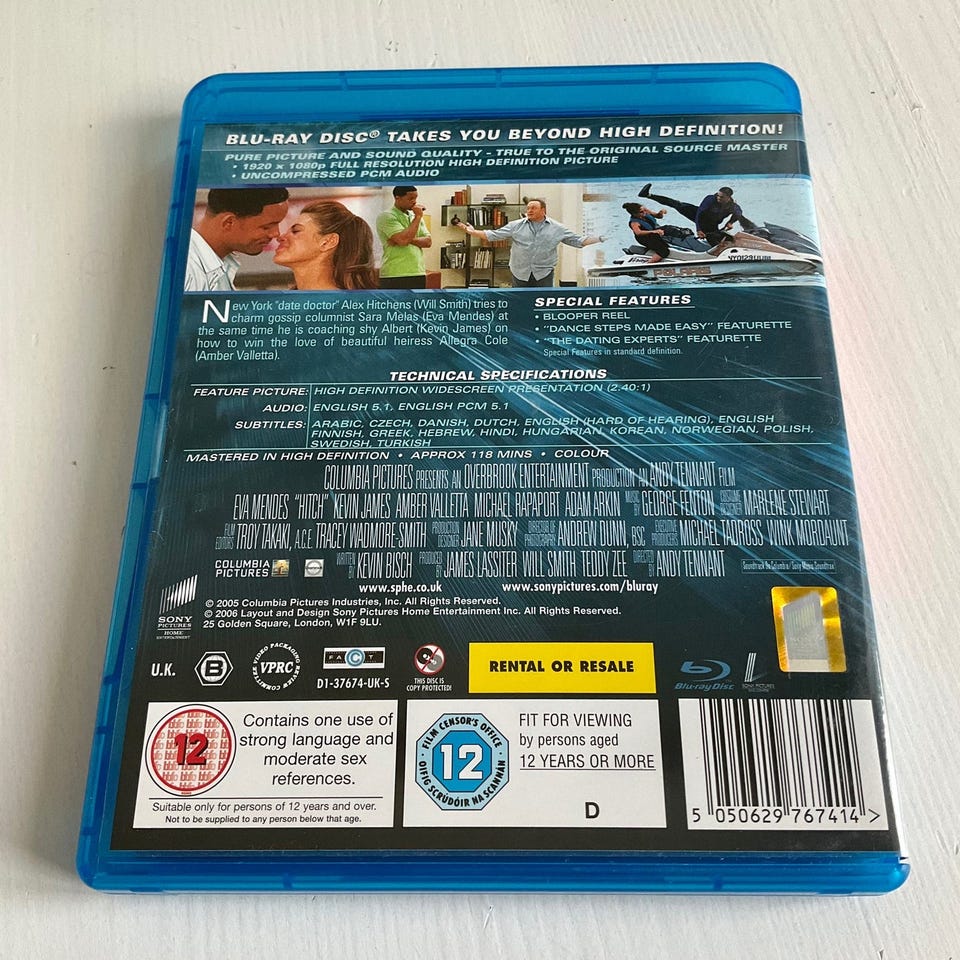 BLU-RAY DISC® TAKES YOU BEYOND HIGH DEFINITION!
PURE PICTURE AND SOUND QUALITY - TRUE TO THE ORIGINAL SOURCE MASTER
• 1920 x 1080p FULL RESOLUTION HIGH DEFINITION PICTURE
• UNCOMPRESSED PCM AUDIO
POLARIS
New York "date doctor" Alex Hitchens (Will Smith) tries to
charm gossip columnist Sara Melas (Eva Mendes) at
the same time he is coaching shy Albert (Kevin James) on
how to win the love of beautiful heiress Allegra Cole
(Amber Valletta).
SPECIAL FEATURES
• BLOOPER REEL
• "DANCE STEPS MADE EASY" FEATURETTE
• "THE DATING EXPERTS" FEATURETTE
Special Features in standard definition.
TECHNICAL SPECIFICATIONS
FEATURE PICTURE: HIGH DEFINITION WIDESCREEN PRESENTATION (2.40:1)
AUDIO: ENGLISH 5.1, ENGLISH PCM 5.1
SUBTITLES: ARABIC, CZECH, DANISH, DUTCH, ENGLISH (HARD OF HEARING), ENGLISH
FINNISH, GREEK, HEBREW, HINDI, HUNGARIAN, KOREAN, NORWEGIAN, POLISH,
SWEDISH, TURKISH
MASTERED IN HIGH DEFINITION • APPROX 118 MINS • COLOUR
COLUMBIA PICTURES PRESENTS AN OVERBROOK ENTERTAINMENT PRODUCTION AN ANDY TENNANT FILM
EVA MENDES "HITCH" KEVIN JAMES AMBER VALLETTA MICHAEL RAPAPORT ADAM ARKIN MUSIC BY GEORGE FENTON COSTUME DESIGNER MARLENE STEWART
FILM EDITORS TROY TAKAKI, A.C.E. TRACEY WADMORE-SMITH PRODUCTION DESIGNER JANE MUSKY DIRECTOR OF PHOTOGRAPHY ANDREW DUNN, BSC EXECUTIVE PRODUCERS MICHAEL TADROSS WINK MORDAUNT
WRITTEN BY KEVIN BISCH PRODUCED BY JAMES LASSITER WILL SMITH TEDDY ZEE DIRECTED BY ANDY TENNANT
COLUMBIA PICTURES
Soundtrack On Columbia/Sony Music Soundtrax
www.sphe.co.uk www.sonypictures.com/bluray
SONY PICTURES HOME ENTERTAINMENT
© 2005 Columbia Pictures Industries, Inc. All Rights Reserved.
© 2006 Layout and Design Sony Pictures Home Entertainment Inc. All Rights Reserved.
25 Golden Square, London, W1F 9LU.
U.K.
B
VIDEO PACKAGING REVIEW COMMITTEE
VPRC
FACT
D1-37674-UK-S
THIS DISC IS
COPY PROTECTED!
RENTAL OR RESALE
Blu-ray Disc
12
Contains one use of
strong language and
moderate sex
references.
Suitable only for persons of 12 years and over.
Not to be supplied to any person below that age.
FILM CENSOR'S OFFICE
12
OIFIG SCRÚDÓIR NA SCANNÁN
FIT FOR VIEWING
by persons aged
12 YEARS OR MORE
D
5 050629 767414 >